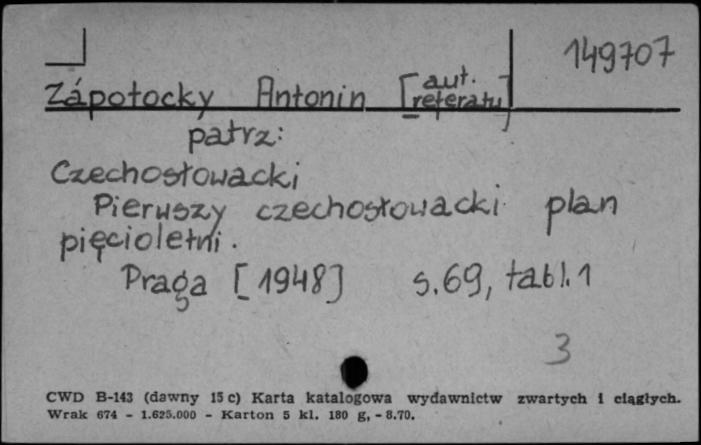 149707
Zápotocky Antonin [aut. referatu]
patrz:
Czechosłowacki
Pierwszy czechosłowacki plan
pięcioletni.
Praga [1948] s.69, tabl.1
3
CWD B-143 (dawny 15 c) Karta katalogowa wydawnictw zwartych i ciągłych.
Wrak 674 - 1.625.000 - Karton 5 kl. 180 g, - 8.70.